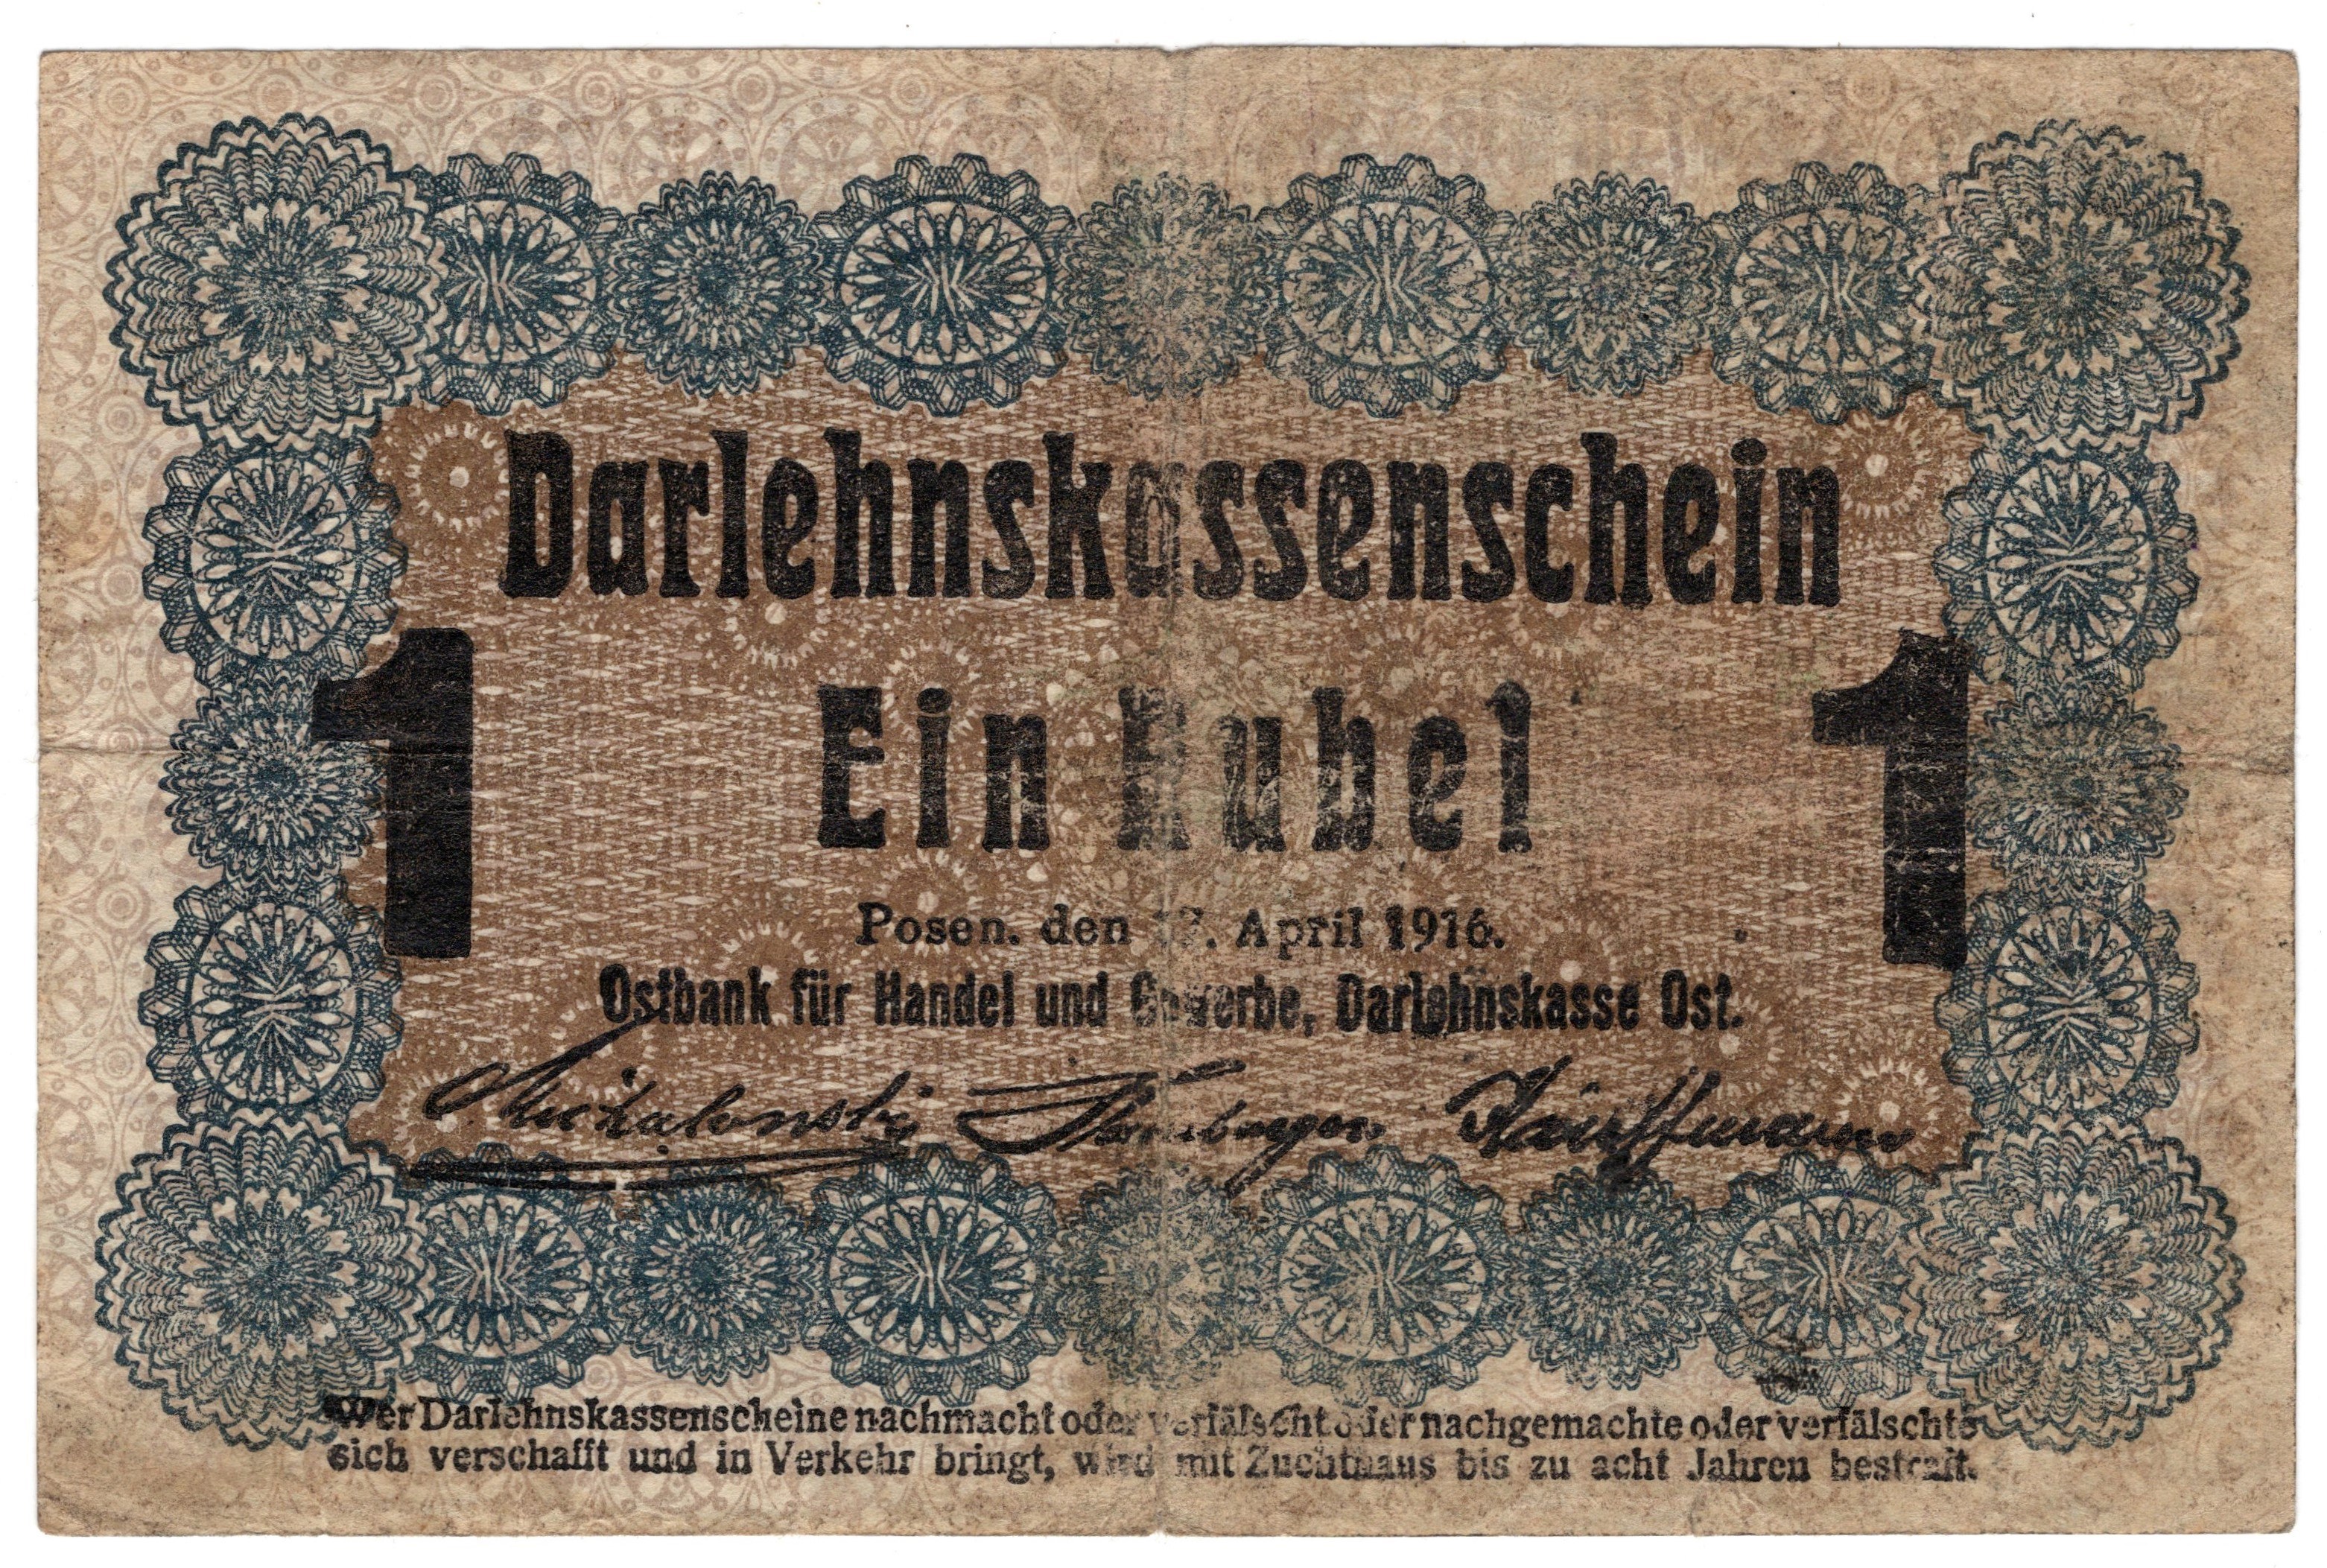 Darlehnskassenschein
1 Ein Rubel 1
Posen, den 17. April 1916.
Ostbank für Handel und Gewerbe, Darlehnskasse Ost.
Kauffmann
Wer Darlehnskassenscheine nachmacht oder verfälscht oder nachgemachte oder verfälschte
sich verschafft und in Verkehr bringt, wird mit Zuchthaus bis zu acht Jahren bestraft.